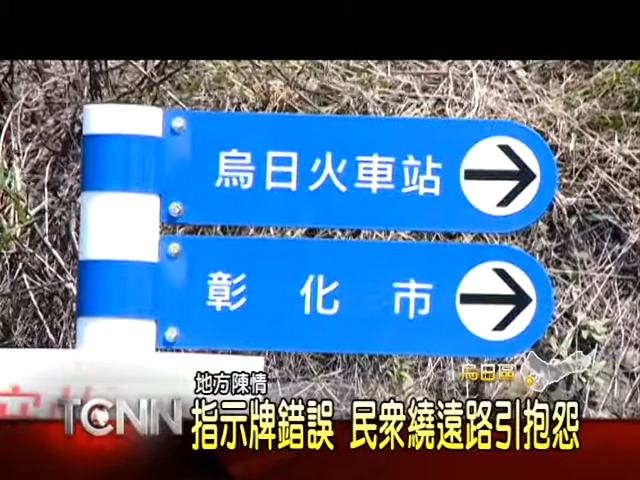 烏日火車站
彰化市
地方陳情
烏日區
TCNN
指示牌錯誤 民眾繞遠路引抱怨